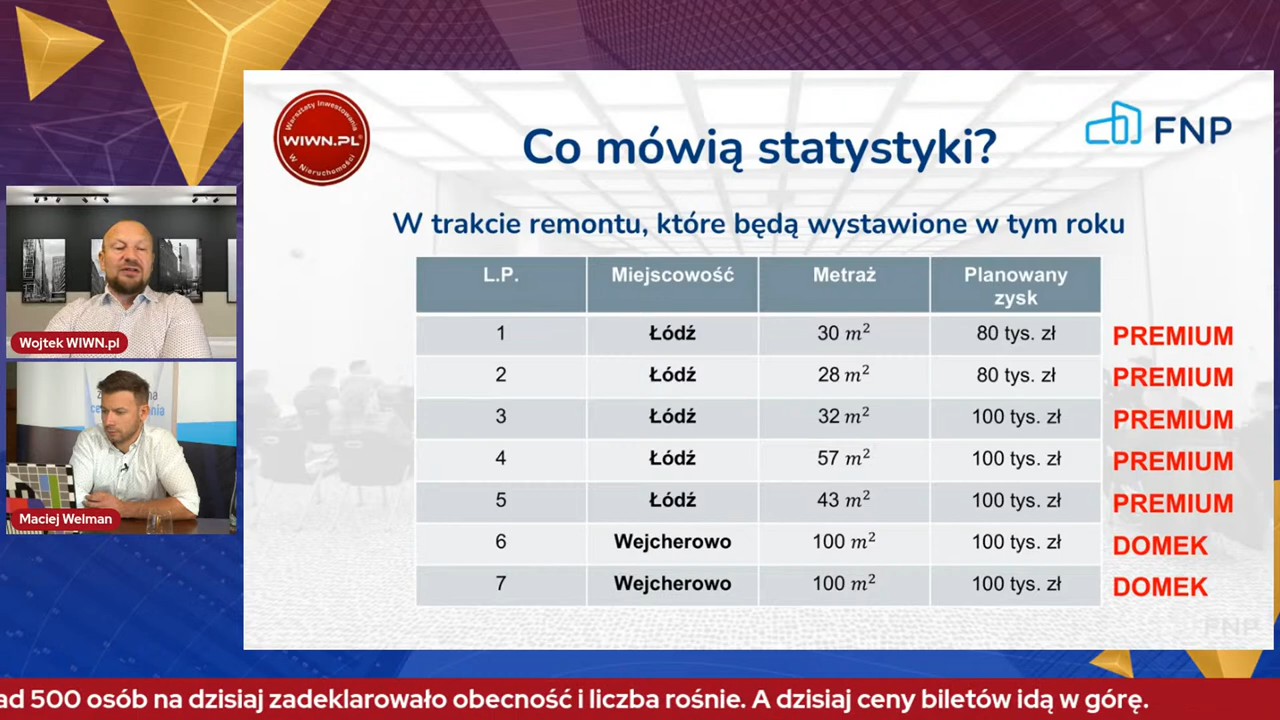 Warsztaty Inwestowania
WIWN.PL
W Nieruchomości
FNP
Co mówią statystyki?
W trakcie remontu, które będą wystawione w tym roku
L.P. Miejscowość Metraż Planowany zysk
1 Łódź 30 m² 80 tys. zł PREMIUM
2 Łódź 28 m² 80 tys. zł PREMIUM
3 Łódź 32 m² 100 tys. zł PREMIUM
4 Łódź 57 m² 100 tys. zł PREMIUM
5 Łódź 43 m² 100 tys. zł PREMIUM
6 Wejcherowo 100 m² 100 tys. zł DOMEK
7 Wejcherowo 100 m² 100 tys. zł DOMEK
FNP
Wojtek WIWN.pl
Maciej Welman
ad 500 osób na dzisiaj zadeklarowało obecność i liczba rośnie. A dzisiaj ceny biletów idą w górę.